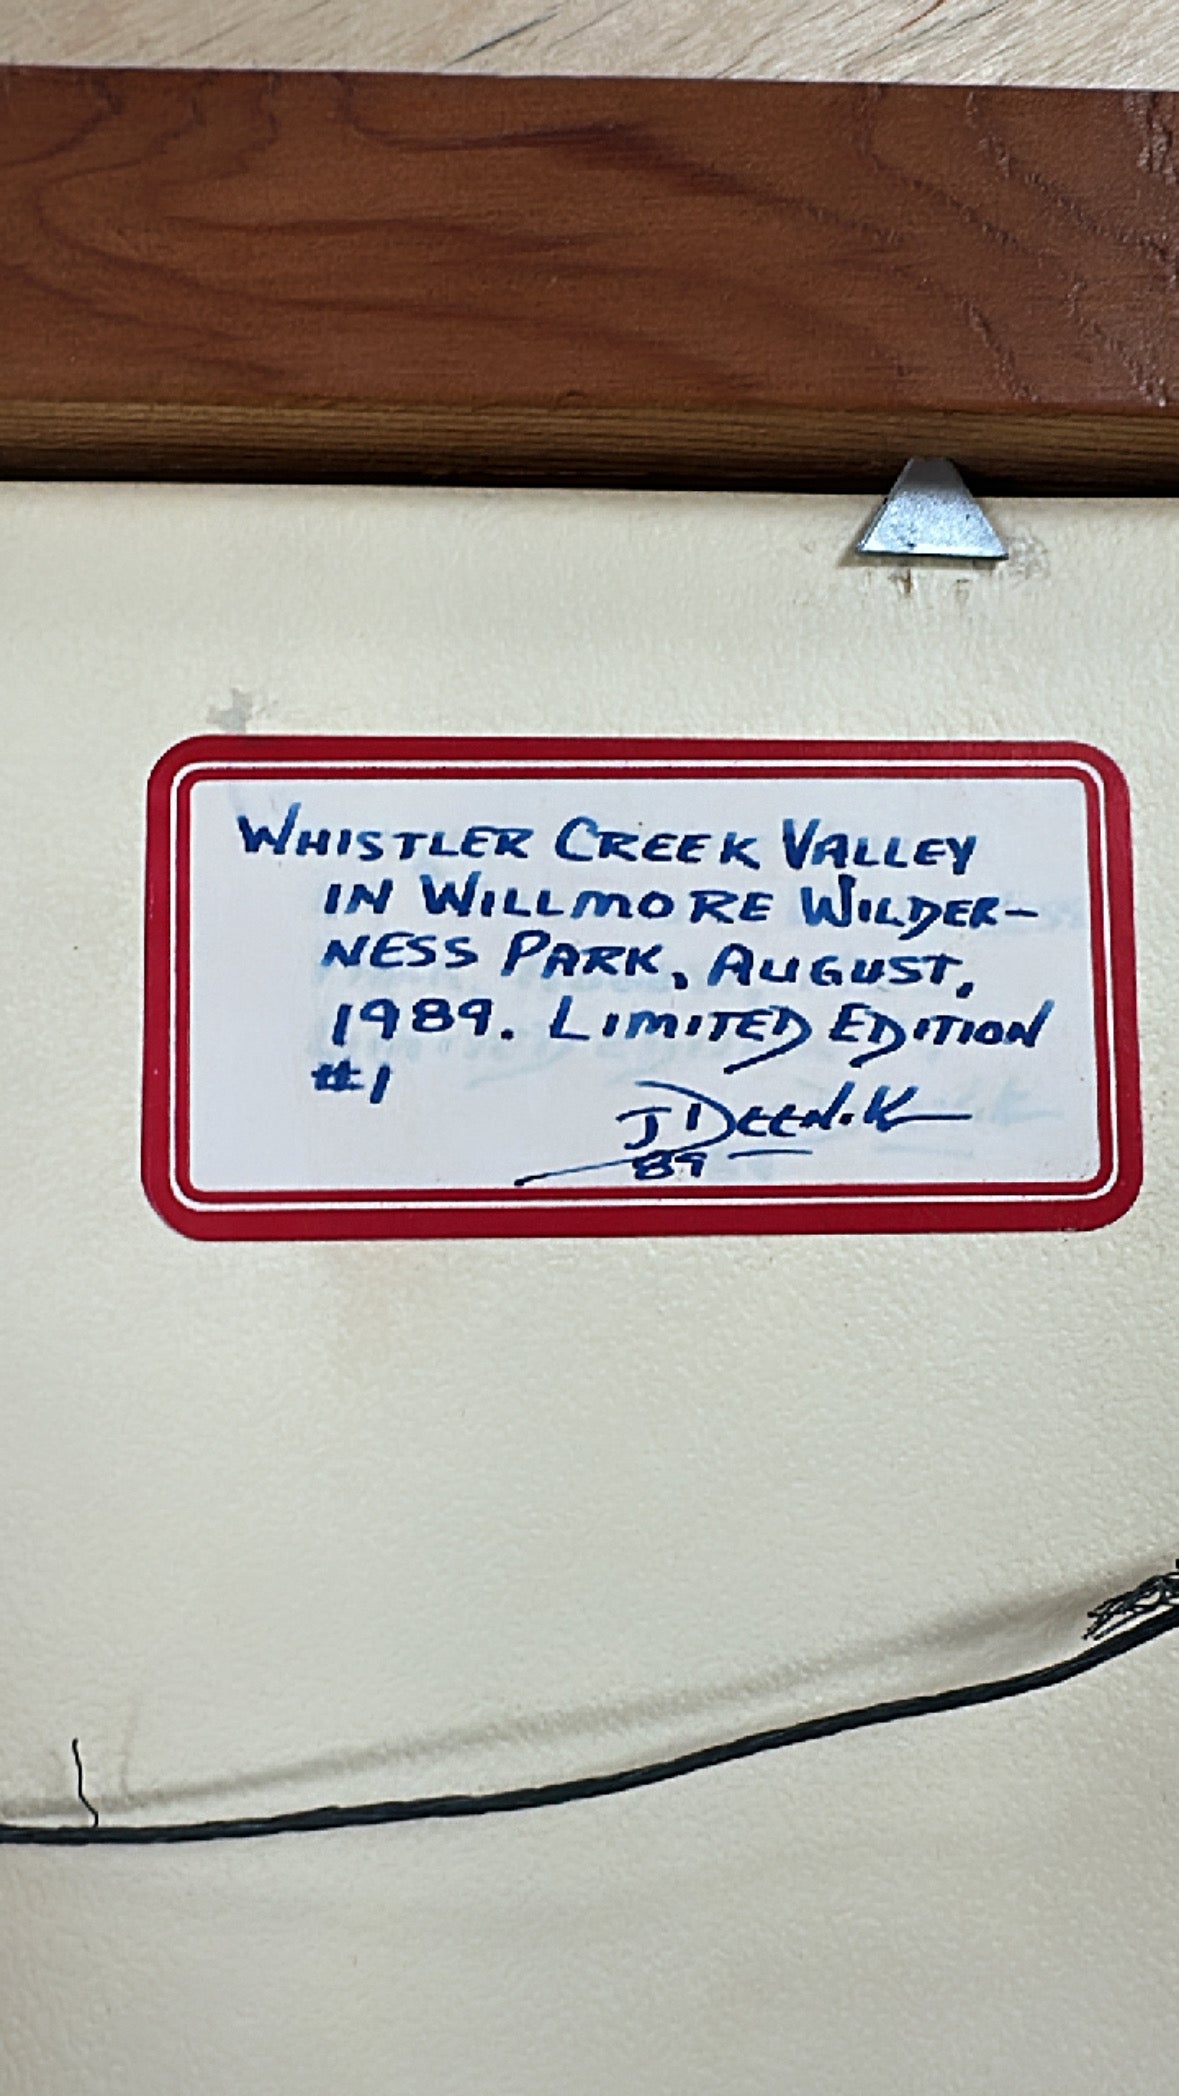 WHISTLER CREEK VALLEY
IN WILLMORE WILDER-
NESS PARK, AUGUST,
1989. LIMITED EDITION
#1
89